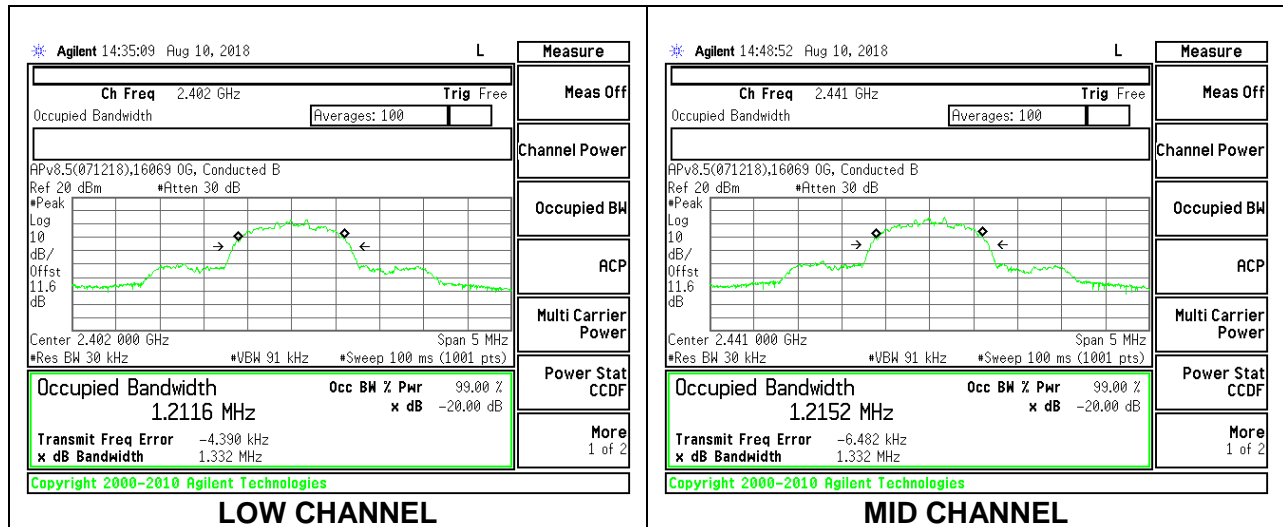 Agilent 14:35:09 Aug 10, 2018 L
Measure
Ch Freq 2.402 GHz Trig Free
Occupied Bandwidth Averages: 100
APv8.5(071218),16069 OG, Conducted B
Ref 20 dBm #Atten 30 dB
#Peak
Log
10
dB/
Offst
11.6
dB
Center 2.402 000 GHz Span 5 MHz
#Res BW 30 kHz #VBW 91 kHz #Sweep 100 ms (1001 pts)
Occupied Bandwidth Occ BW % Pwr 99.00 %
1.2116 MHz x dB -20.00 dB
Transmit Freq Error -4.390 kHz
x dB Bandwidth 1.332 MHz
Copyright 2000-2010 Agilent Technologies
Meas Off
Channel Power
Occupied BW
ACP
Multi Carrier
Power
Power Stat
CCDF
More
1 of 2
LOW CHANNEL
Agilent 14:48:52 Aug 10, 2018 L
Measure
Ch Freq 2.441 GHz Trig Free
Occupied Bandwidth Averages: 100
APv8.5(071218),16069 OG, Conducted B
Ref 20 dBm #Atten 30 dB
#Peak
Log
10
dB/
Offst
11.6
dB
Center 2.441 000 GHz Span 5 MHz
#Res BW 30 kHz #VBW 91 kHz #Sweep 100 ms (1001 pts)
Occupied Bandwidth Occ BW % Pwr 99.00 %
1.2152 MHz x dB -20.00 dB
Transmit Freq Error -6.482 kHz
x dB Bandwidth 1.332 MHz
Copyright 2000-2010 Agilent Technologies
Meas Off
Channel Power
Occupied BW
ACP
Multi Carrier
Power
Power Stat
CCDF
More
1 of 2
MID CHANNEL